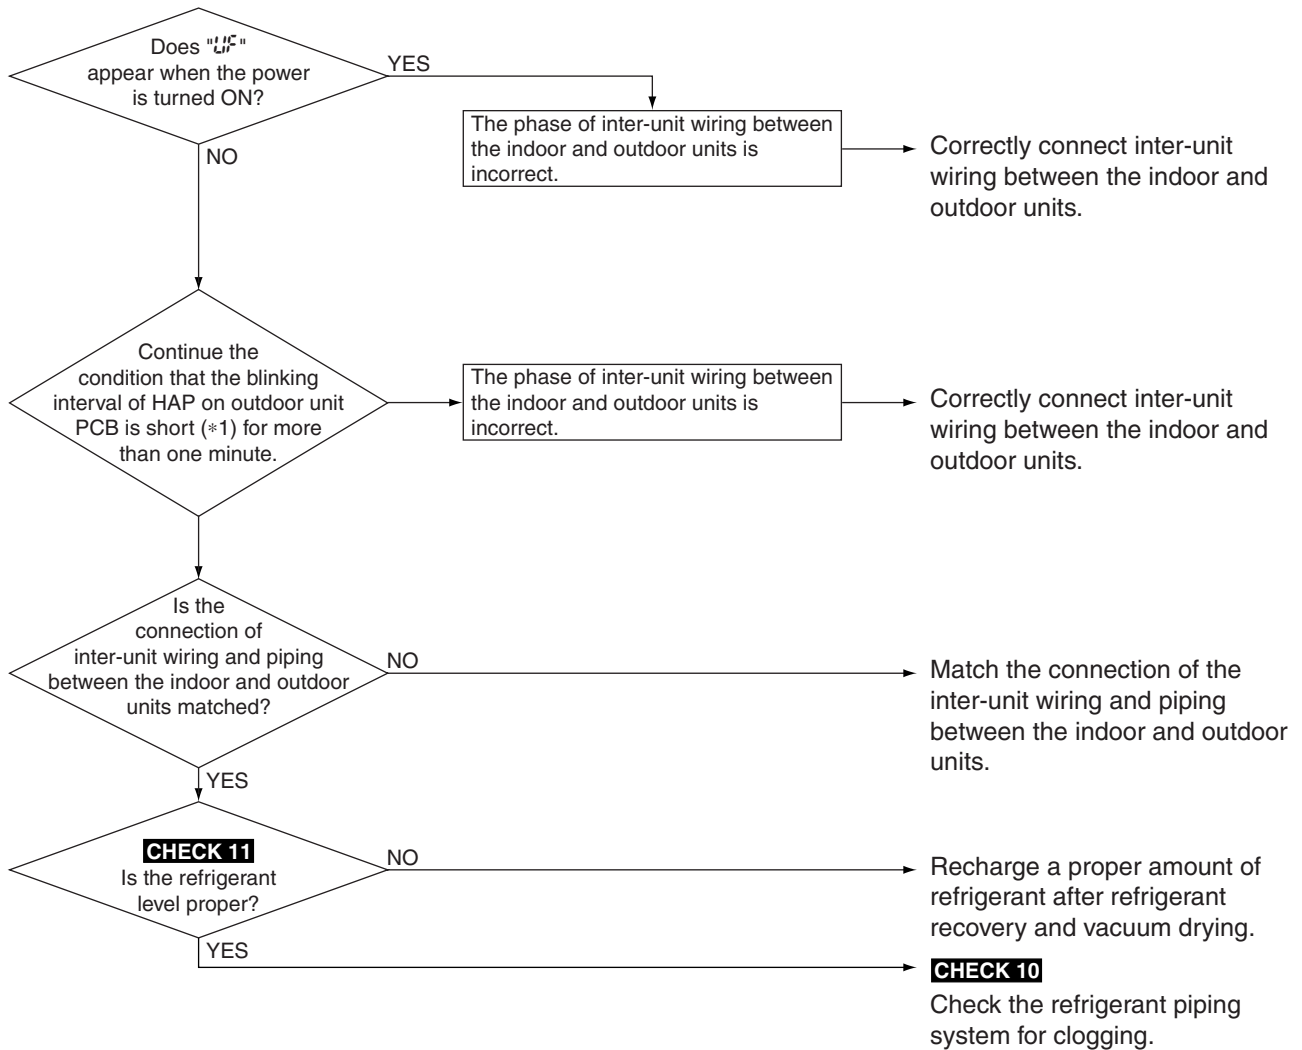 Does "UF"
appear when the power
is turned ON?
YES
The phase of inter-unit wiring between
the indoor and outdoor units is
incorrect.
Correctly connect inter-unit
wiring between the indoor and
outdoor units.
NO
Continue the
condition that the blinking
interval of HAP on outdoor unit
PCB is short (*1) for more
than one minute.
The phase of inter-unit wiring between
the indoor and outdoor units is
incorrect.
Correctly connect inter-unit
wiring between the indoor and
outdoor units.
Is the
connection of
inter-unit wiring and piping
between the indoor and outdoor
units matched?
NO
Match the connection of the
inter-unit wiring and piping
between the indoor and outdoor
units.
YES
CHECK 11
Is the refrigerant
level proper?
NO
Recharge a proper amount of
refrigerant after refrigerant
recovery and vacuum drying.
YES
CHECK 10
Check the refrigerant piping
system for clogging.